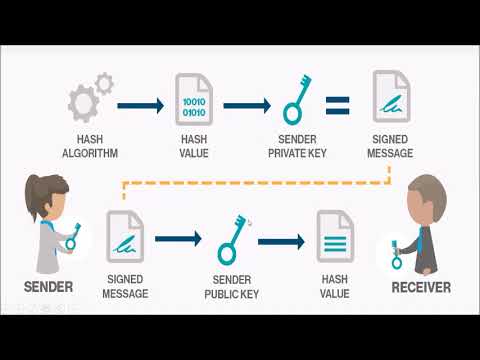 10010
01010
HASH
ALGORITHM
HASH
VALUE
SENDER
PRIVATE KEY
SIGNED
MESSAGE
SENDER
SIGNED
MESSAGE
SENDER
PUBLIC KEY
HASH
VALUE
RECEIVER